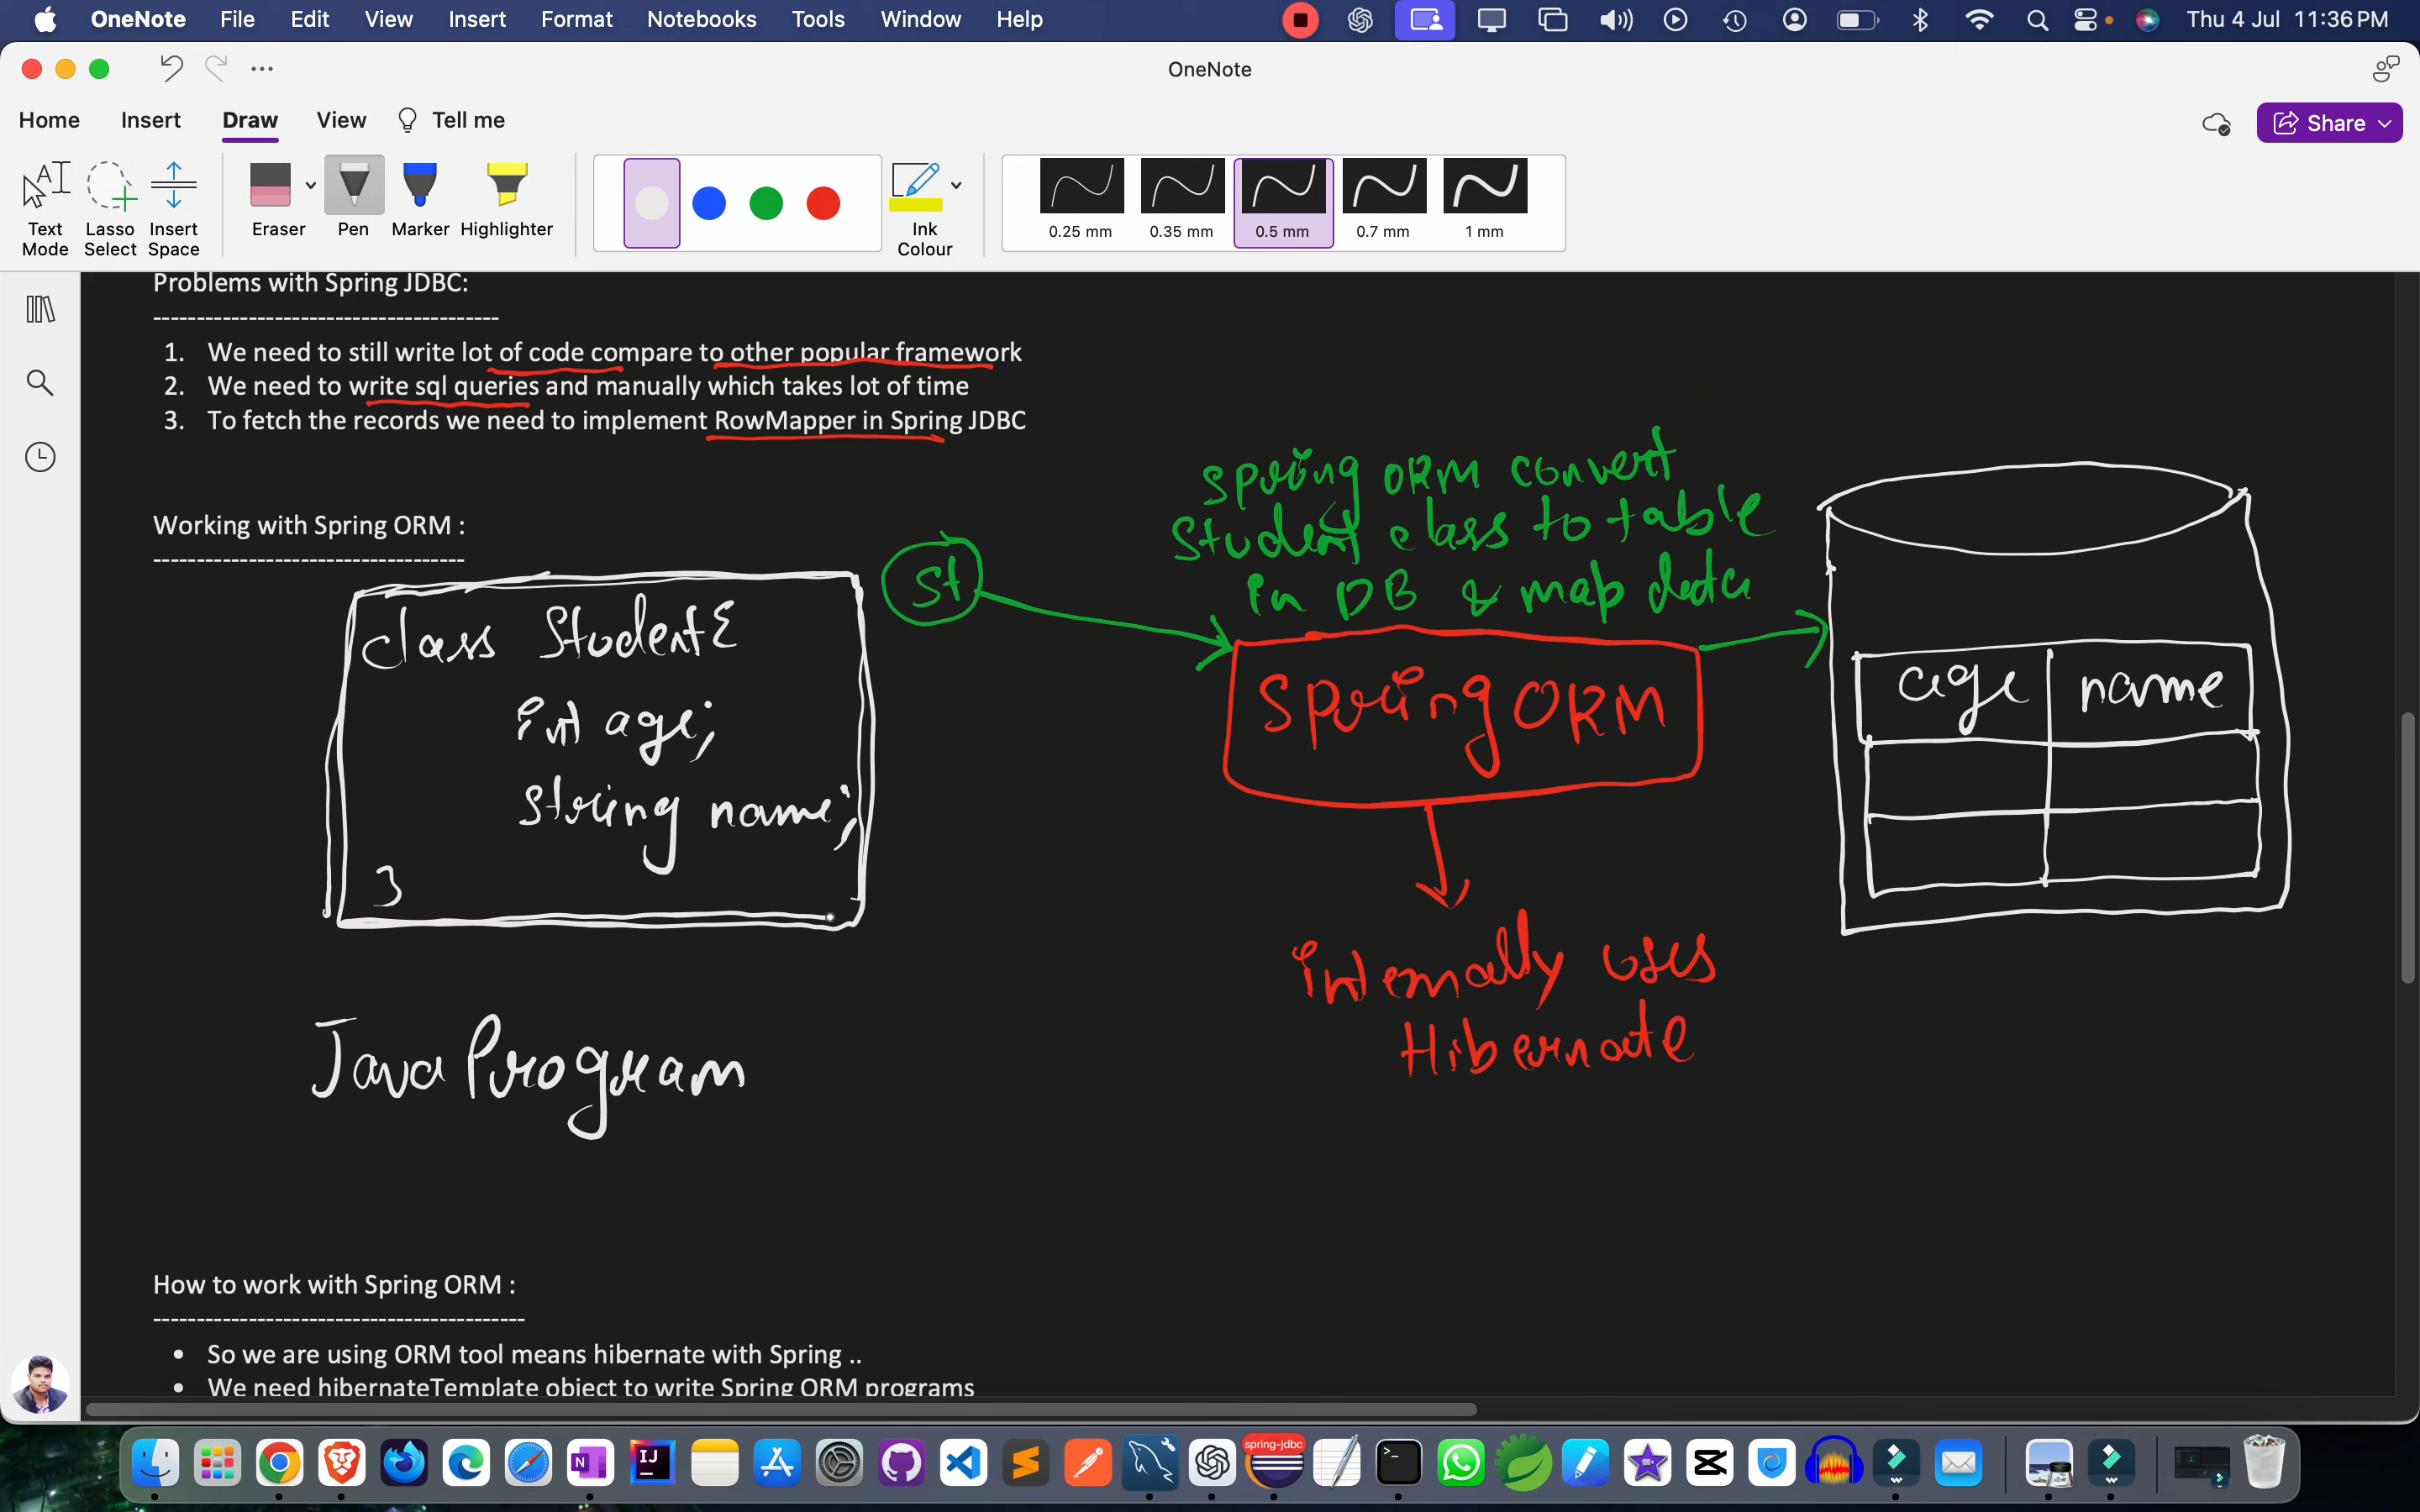 OneNote File Edit View Insert Format Notebooks Tools Window Help Thu 4 Jul 11:36 PM
OneNote
Home Insert Draw View Tell me Share
Text Mode
Lasso Select
Insert Space
Eraser
Pen
Marker
Highlighter
Ink Colour
0.25 mm 0.35 mm 0.5 mm 0.7 mm 1 mm
Problems with Spring JDBC:
----------------------------------------
1. We need to still write lot of code compare to other popular framework
2. We need to write sql queries and manually which takes lot of time
3. To fetch the records we need to implement RowMapper in Spring JDBC
Working with Spring ORM :
------------------------------------
class Student{
int age;
String name;
}
Java Program
St
Spring ORM convert
Student class to table
in DB & map data
Spring ORM
internally uses
Hibernate
age name
How to work with Spring ORM :
-------------------------------------------
• So we are using ORM tool means hibernate with Spring ..
• We need hibernateTemplate object to write Spring ORM programs
spring-jdbc